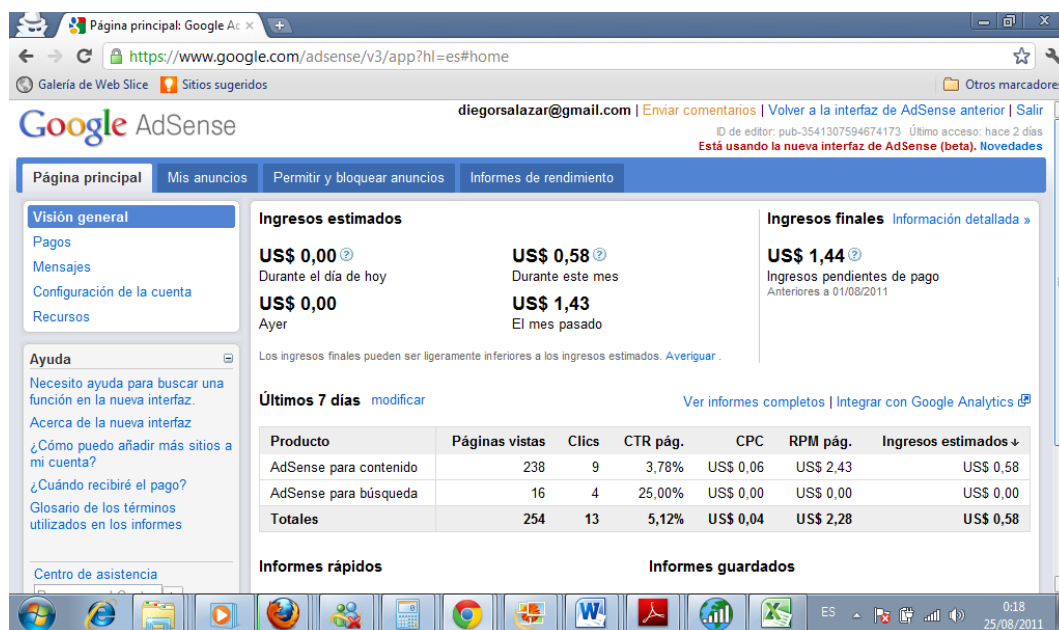 Página principal: Google Ac
https://www.google.com/adsense/v3/app?hl=es#home
Galería de Web Slice Sitios sugeridos Otros marcadores
Google AdSense
diegorsalazar@gmail.com | Enviar comentarios | Volver a la interfaz de AdSense anterior | Salir
ID de editor: pub-3541307594674173 Último acceso: hace 2 días
Está usando la nueva interfaz de AdSense (beta). Novedades
Página principal Mis anuncios Permitir y bloquear anuncios Informes de rendimiento
Visión general
Pagos
Mensajes
Configuración de la cuenta
Recursos
Ayuda
Necesito ayuda para buscar una
función en la nueva interfaz.
Acerca de la nueva interfaz
¿Cómo puedo añadir más sitios a
mi cuenta?
¿Cuándo recibiré el pago?
Glosario de los términos
utilizados en los informes
Centro de asistencia
Ingresos estimados
US$ 0,00 ? US$ 0,58 ?
Durante el día de hoy Durante este mes
US$ 0,00 US$ 1,43
Ayer El mes pasado
Ingresos finales Información detallada »
US$ 1,44 ?
Ingresos pendientes de pago
Anteriores a 01/08/2011
Los ingresos finales pueden ser ligeramente inferiores a los ingresos estimados. Averiguar .
Últimos 7 días modificar Ver informes completos | Integrar con Google Analytics
Producto Páginas vistas Clics CTR pág. CPC RPM pág. Ingresos estimados ↓
AdSense para contenido 238 9 3,78% US$ 0,06 US$ 2,43 US$ 0,58
AdSense para búsqueda 16 4 25,00% US$ 0,00 US$ 0,00 US$ 0,00
Totales 254 13 5,12% US$ 0,04 US$ 2,28 US$ 0,58
Informes rápidos Informes guardados
ES 0:18
25/08/2011